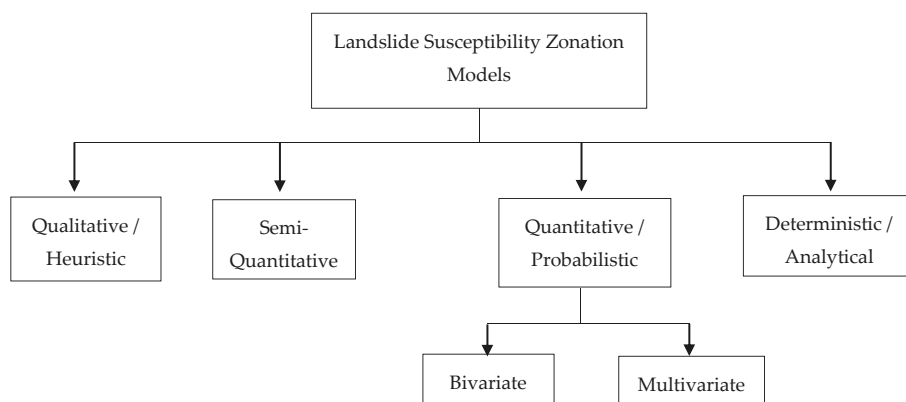 Landslide Susceptibility Zonation
Models
Qualitative /
Heuristic
Semi-
Quantitative
Quantitative /
Probabilistic
Deterministic /
Analytical
Bivariate
Multivariate